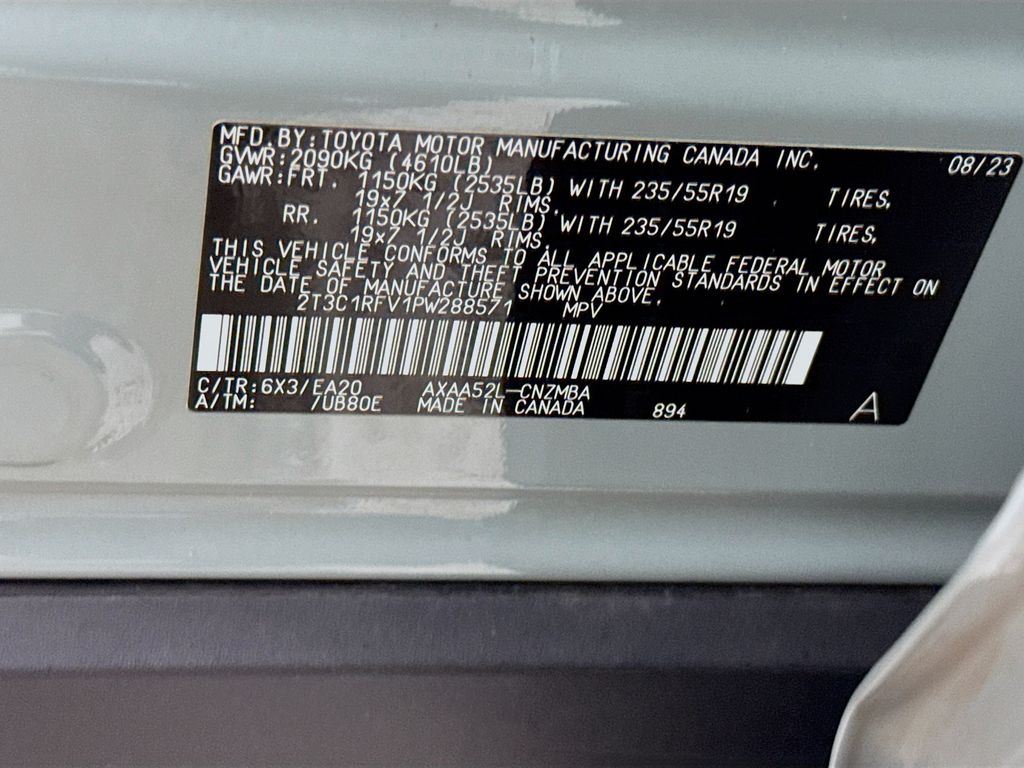 MFD.BY:TOYOTA MOTOR MANUFACTURING CANADA INC. 08/23
GVWR:2090KG (4610LB)
GAWR:FRT. 1150KG (2535LB) WITH 235/55R19 TIRES,
19x7 1/2J RIMS,
RR. 1150KG (2535LB) WITH 235/55R19 TIRES,
19x7 1/2J RIMS,
THIS VEHICLE CONFORMS TO ALL APPLICABLE FEDERAL MOTOR
VEHICLE SAFETY AND THEFT PREVENTION STANDARDS IN EFFECT ON
THE DATE OF MANUFACTURE SHOWN ABOVE.
2T3C1RFV1PW288571 MPV
C/TR:6X3/EA20 AXAA52L-CNZMBA
A/TM: /UB80E MADE IN CANADA 894 A